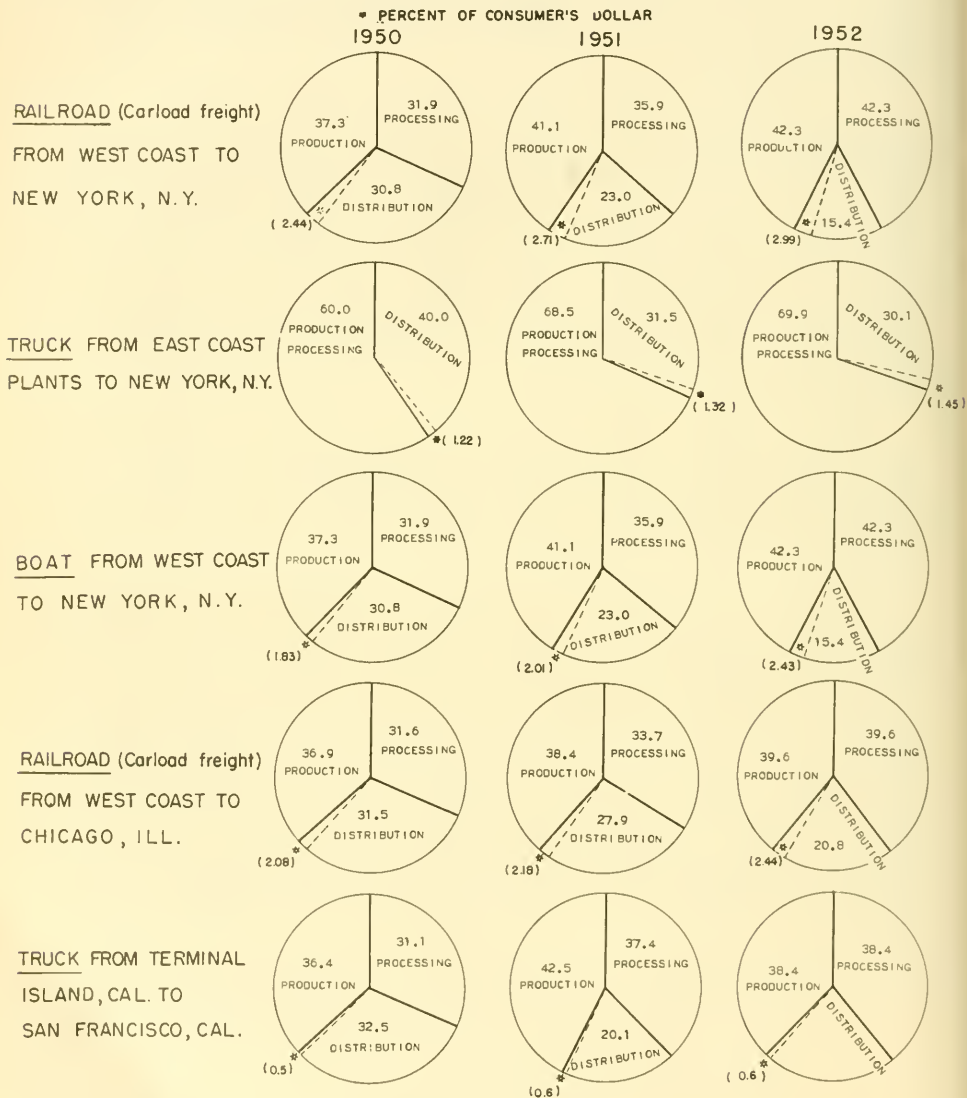 * PERCENT OF CONSUMER'S DOLLAR
1950 1951 1952
RAILROAD (Carload freight)
FROM WEST COAST TO
NEW YORK, N.Y.
37.3
PRODUCTION
31.9
PROCESSING
30.8
DISTRIBUTION
*
(2.44)
41.1
PRODUCTION
35.9
PROCESSING
23.0
DISTRIBUTION
*
(2.71)
42.3
PRODUCTION
42.3
PROCESSING
DISTRIBUTION
15.4
*
(2.99)
TRUCK FROM EAST COAST
PLANTS TO NEW YORK, N.Y.
60.0
PRODUCTION
PROCESSING
40.0
DISTRIBUTION
*(1.22)
68.5
PRODUCTION
PROCESSING
31.5
DISTRIBUTION
*
(1.32)
69.9
PRODUCTION
PROCESSING
30.1
DISTRIBUTION
*
(1.45)
BOAT FROM WEST COAST
TO NEW YORK, N.Y.
37.3
PRODUCTION
31.9
PROCESSING
30.8
DISTRIBUTION
*
(1.83)
41.1
PRODUCTION
35.9
PROCESSING
23.0
DISTRIBUTION
*
(2.01)
42.3
PRODUCTION
42.3
PROCESSING
DISTRIBUTION
15.4
*
(2.43)
RAILROAD (Carload freight)
FROM WEST COAST TO
CHICAGO, ILL.
36.9
PRODUCTION
31.6
PROCESSING
31.5
DISTRIBUTION
*
(2.08)
38.4
PRODUCTION
33.7
PROCESSING
27.9
DISTRIBUTION
*
(2.18)
39.6
PRODUCTION
39.6
PROCESSING
DISTRIBUTION
20.8
*
(2.44)
TRUCK FROM TERMINAL
ISLAND, CAL. TO
SAN FRANCISCO, CAL.
36.4
PRODUCTION
31.1
PROCESSING
32.5
DISTRIBUTION
*
(0.5)
42.5
PRODUCTION
37.4
PROCESSING
20.1
DISTRIBUTION
*
(0.6)
38.4
PRODUCTION
38.4
PROCESSING
DISTRIBUTION
*
(0.6)